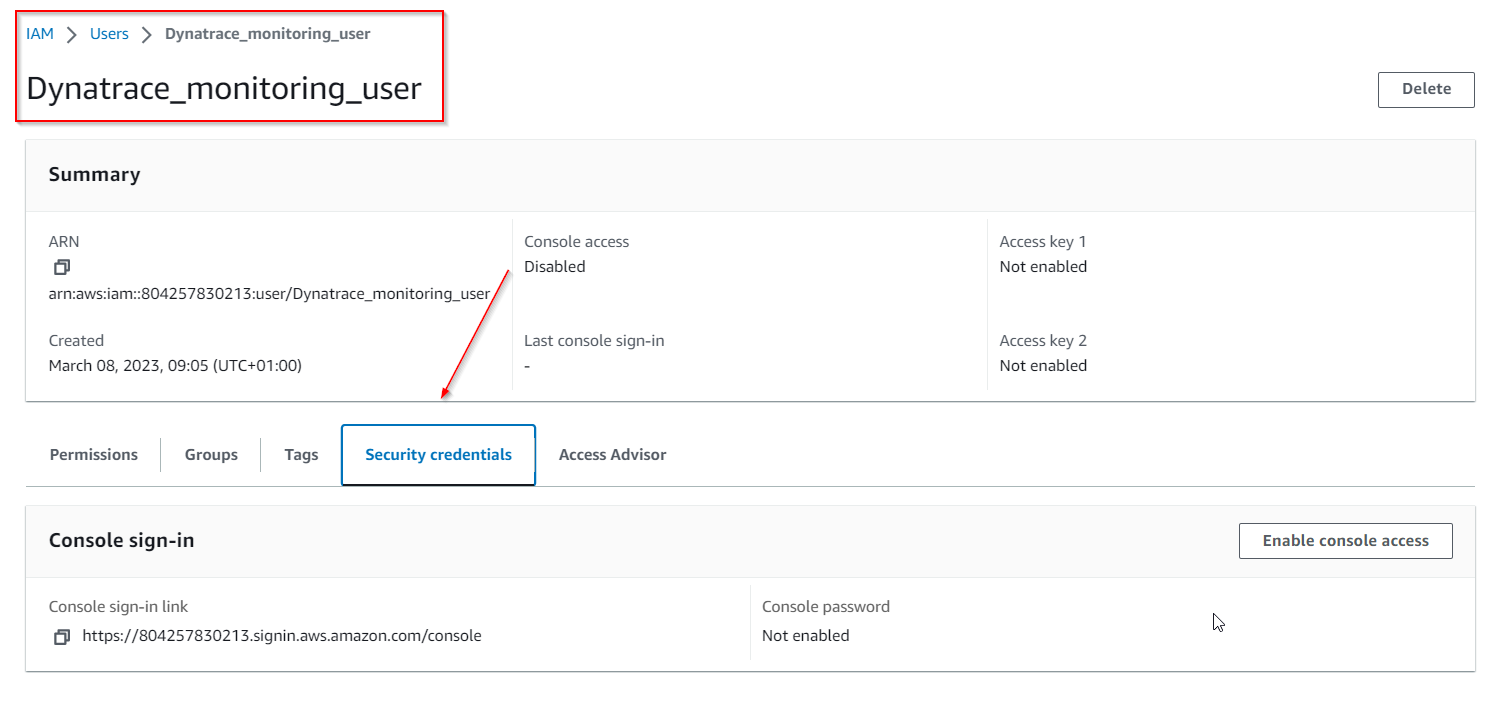 IAM > Users > Dynatrace_monitoring_user
Dynatrace_monitoring_user
Delete
Summary
ARN
arn:aws:iam::804257830213:user/Dynatrace_monitoring_user
Console access
Disabled
Access key 1
Not enabled
Created
March 08, 2023, 09:05 (UTC+01:00)
Last console sign-in
-
Access key 2
Not enabled
Permissions
Groups
Tags
Security credentials
Access Advisor
Console sign-in
Enable console access
Console sign-in link
https://804257830213.signin.aws.amazon.com/console
Console password
Not enabled